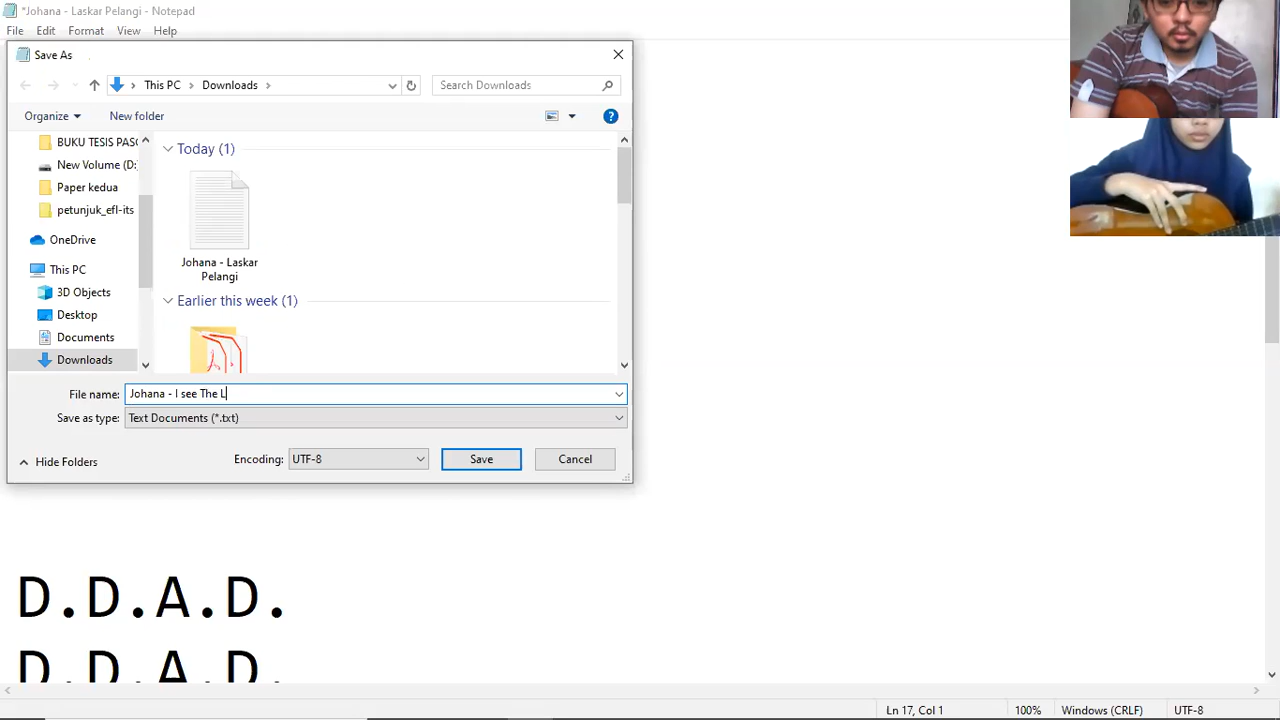 *Johana - Laskar Pelangi - Notepad
File Edit Format View Help
Save As
This PC Downloads
Search Downloads
Organize New folder
BUKU TESIS PASC
New Volume (D:)
Paper kedua
petunjuk_efl-its
OneDrive
This PC
3D Objects
Desktop
Documents
Downloads
Today (1)
Johana - Laskar
Pelangi
Earlier this week (1)
File name: Johana - I see The L
Save as type: Text Documents (*.txt)
Hide Folders
Encoding: UTF-8 Save Cancel
D.D.A.D.
D.D.A.D.
Ln 17, Col 1 100% Windows (CRLF) UTF-8